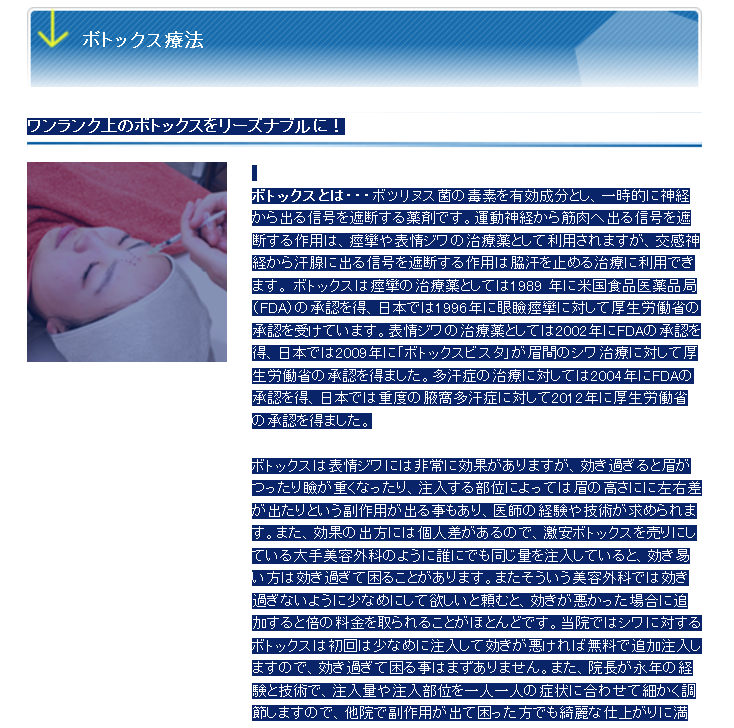 ボトックス療法
ワンランク上のボトックスをリーズナブルに！
ボトックスとは・・・ボツリヌス菌の毒素を有効成分とし、一時的に神経
から出る信号を遮断する薬剤です。運動神経から筋肉へ出る信号を遮
断する作用は、痙攣や表情ジワの治療薬として利用されますが、交感神
経から汗腺に出る信号を遮断する作用は脇汗を止める治療に利用でき
ます。ボトックスは痙攣の治療薬としては1989 年に米国食品医薬品局
（FDA）の承認を得、日本では1996年に眼瞼痙攣に対して厚生労働省の
承認を受けています。表情ジワの治療薬としては2002年にFDAの承認を
得、日本では2009年に「ボトックスビスタ」が眉間のシワ治療に対して厚
生労働省の承認を得ました。多汗症の治療に対しては2004年にFDAの
承認を得、日本では重度の腋窩多汗症に対して2012年に厚生労働省
の承認を得ました。
ボトックスは表情ジワには非常に効果がありますが、効き過ぎると眉が
つったり瞼が重くなったり、注入する部位によっては眉の高さにに左右差
が出たりという副作用が出る事もあり、医師の経験や技術が求められま
す。また、効果の出方には個人差があるので、激安ボトックスを売りにし
ている大手美容外科のように誰にでも同じ量を注入していると、効き易
い方は効き過ぎて困ることがあります。またそういう美容外科では効き
過ぎないように少なめにして欲しいと頼むと、効きが悪かった場合に追
加すると倍の料金を取られることがほとんどです。当院ではシワに対する
ボトックスは初回は少なめに注入して効きが悪ければ無料で追加注入し
ますので、効き過ぎて困る事はまずありません。また、院長が永年の経
験と技術で、注入量や注入部位を一人一人の症状に合わせて細かく調
節しますので、他院で副作用が出て困った方でも綺麗な仕上がりに満